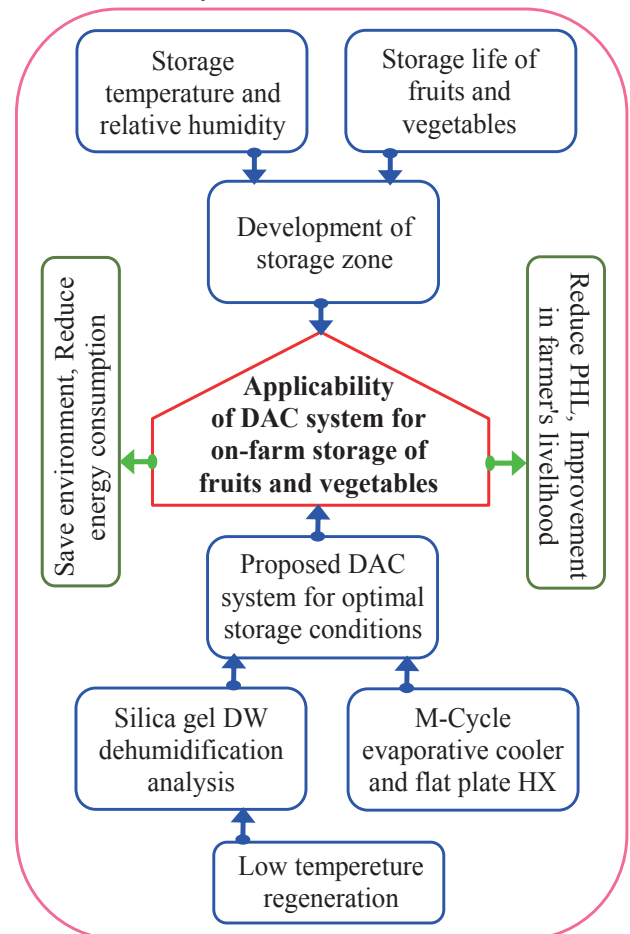 Storage
temperature and
relative humidity
Storage life of
fruits and
vegetables
Development of
storage zone
Save environment, Reduce
energy consumption
Applicability
of DAC system for
on-farm storage of
fruits and vegetables
Reduce PHL, Improvement
in farmer's livelihood
Proposed DAC
system for optimal
storage conditions
Silica gel DW
dehumidification
analysis
M-Cycle
evaporative cooler
and flat plate HX
Low tempereture
regeneration